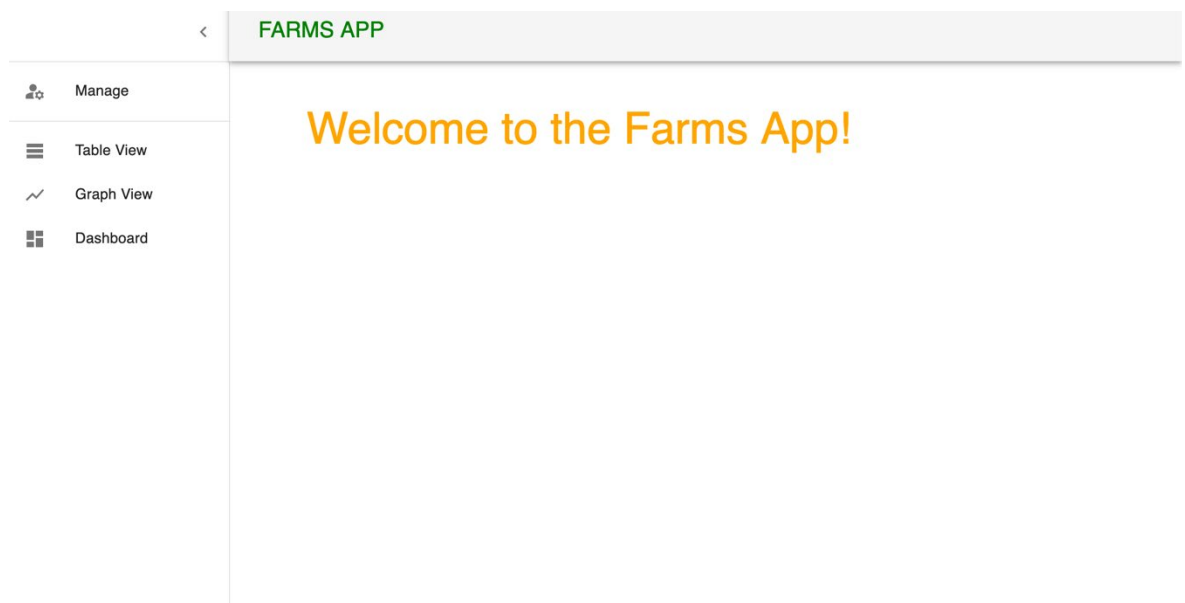 FARMS APP
Manage
Welcome to the Farms App!
Table View
Graph View
Dashboard